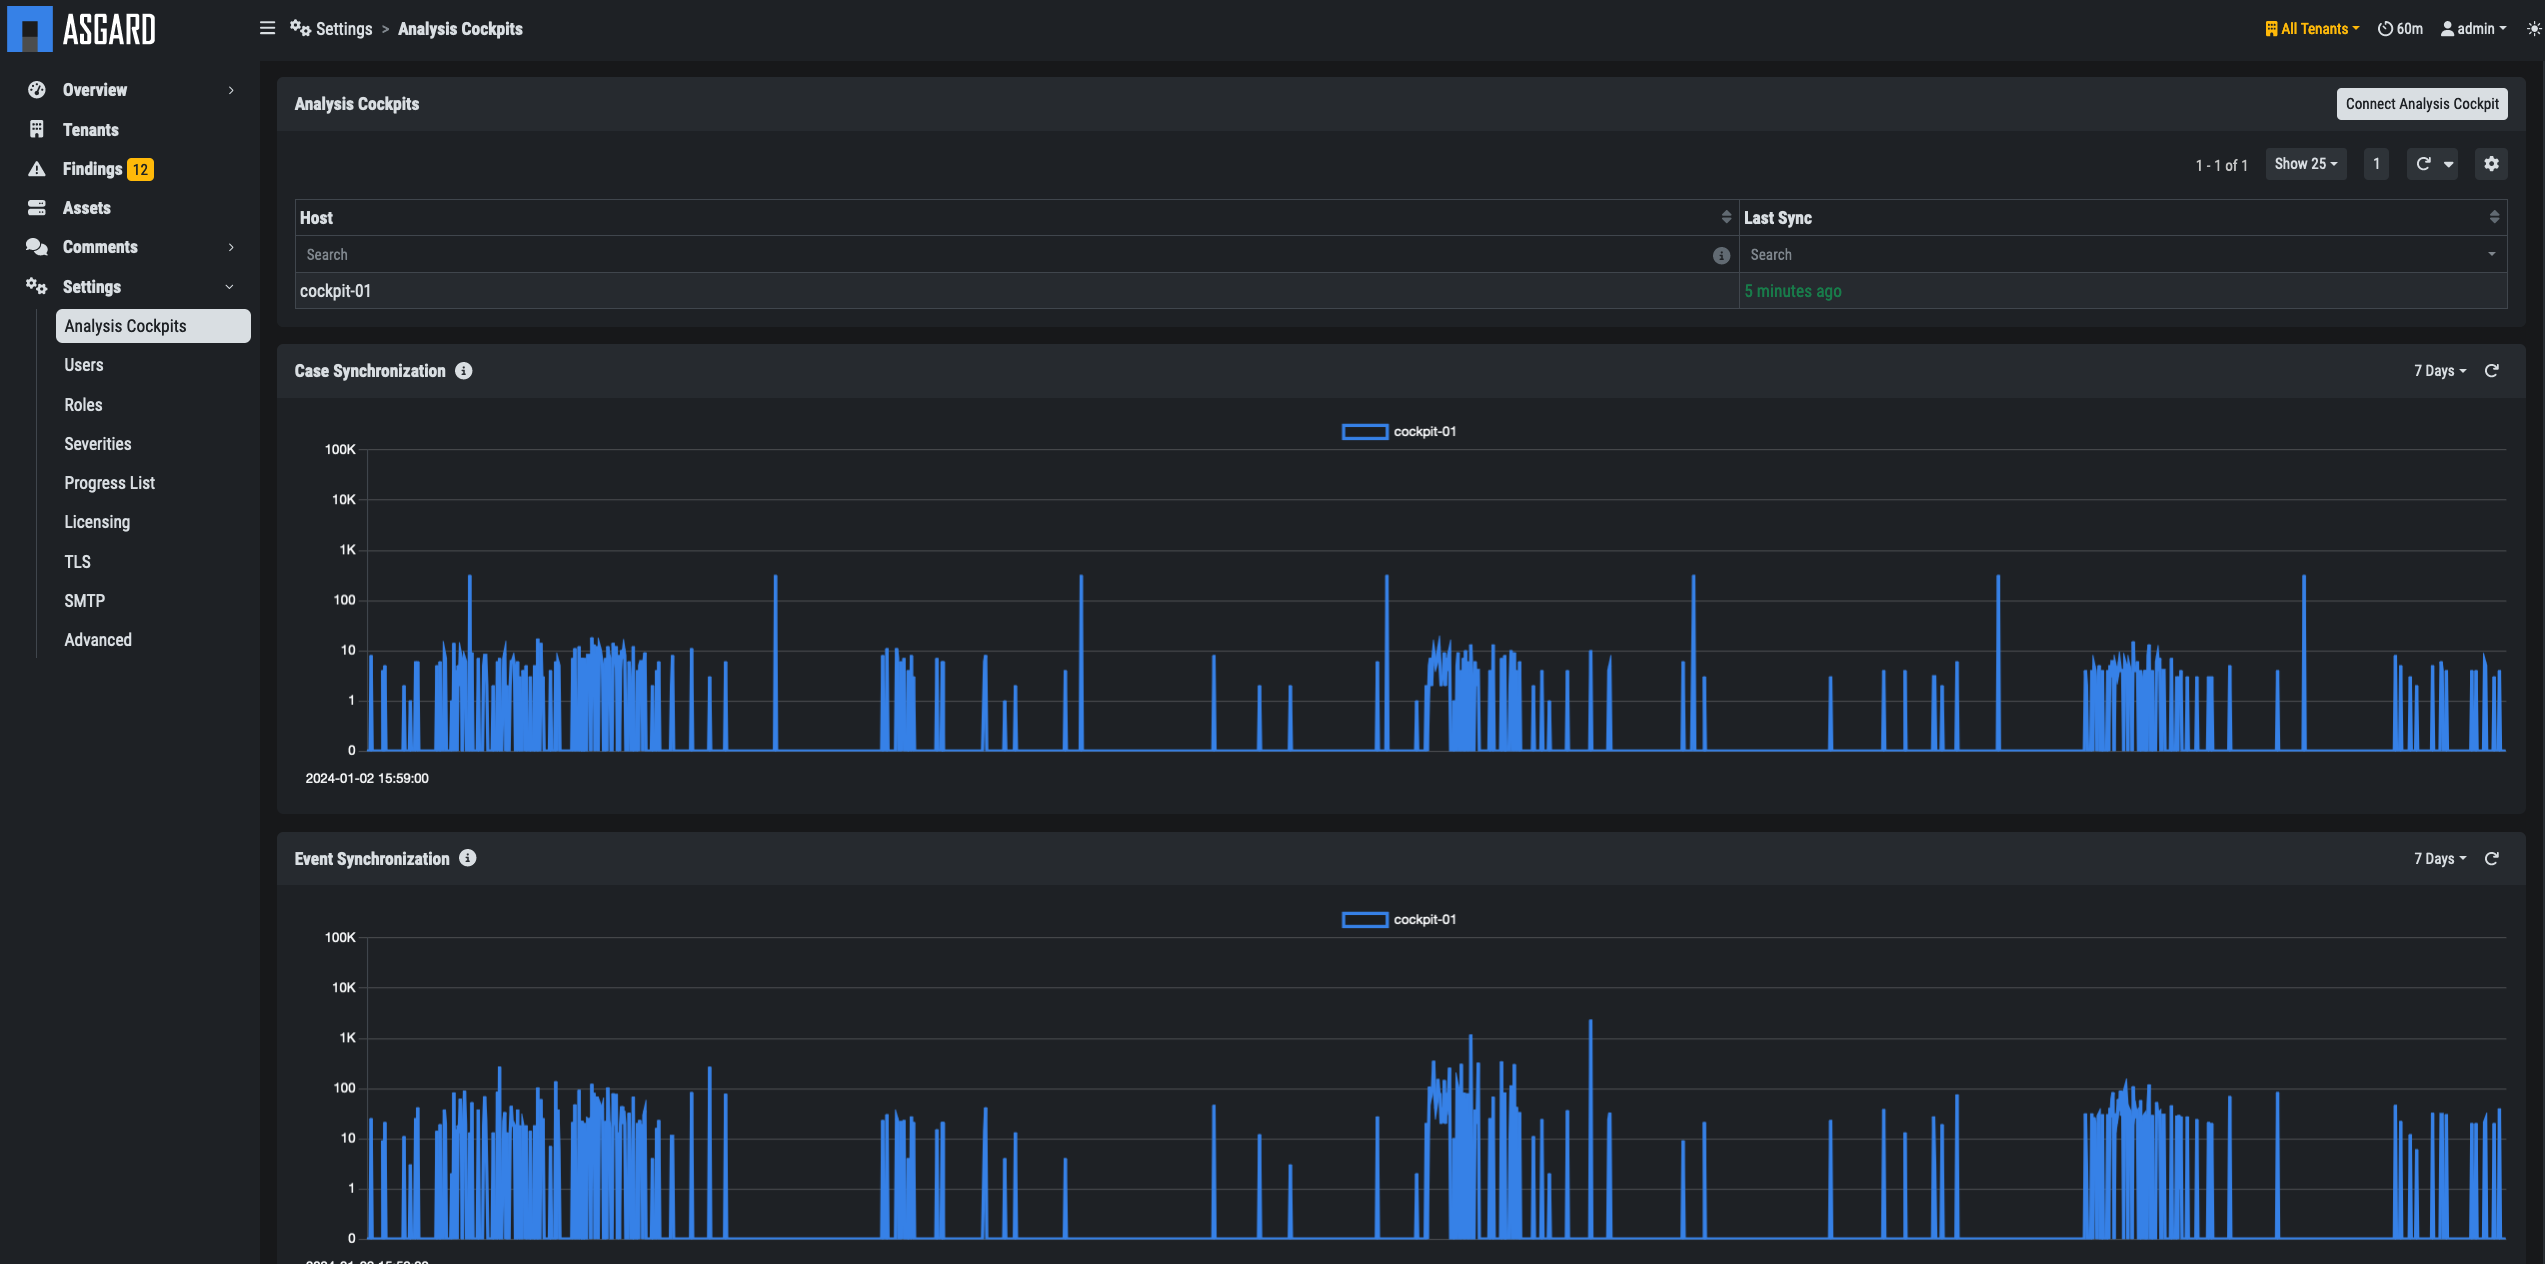 ASGARD
Settings > Analysis Cockpits
All Tenants
60m
admin
Overview
Tenants
Findings 12
Assets
Comments
Settings
Analysis Cockpits
Users
Roles
Severities
Progress List
Licensing
TLS
SMTP
Advanced
Analysis Cockpits
Connect Analysis Cockpit
1 - 1 of 1
Show 25
1
Host
Last Sync
Search
Search
cockpit-01
5 minutes ago
Case Synchronization
7 Days
cockpit-01
100K
10K
1K
100
10
1
0
2024-01-02 15:59:00
Event Synchronization
7 Days
cockpit-01
100K
10K
1K
100
10
1
0